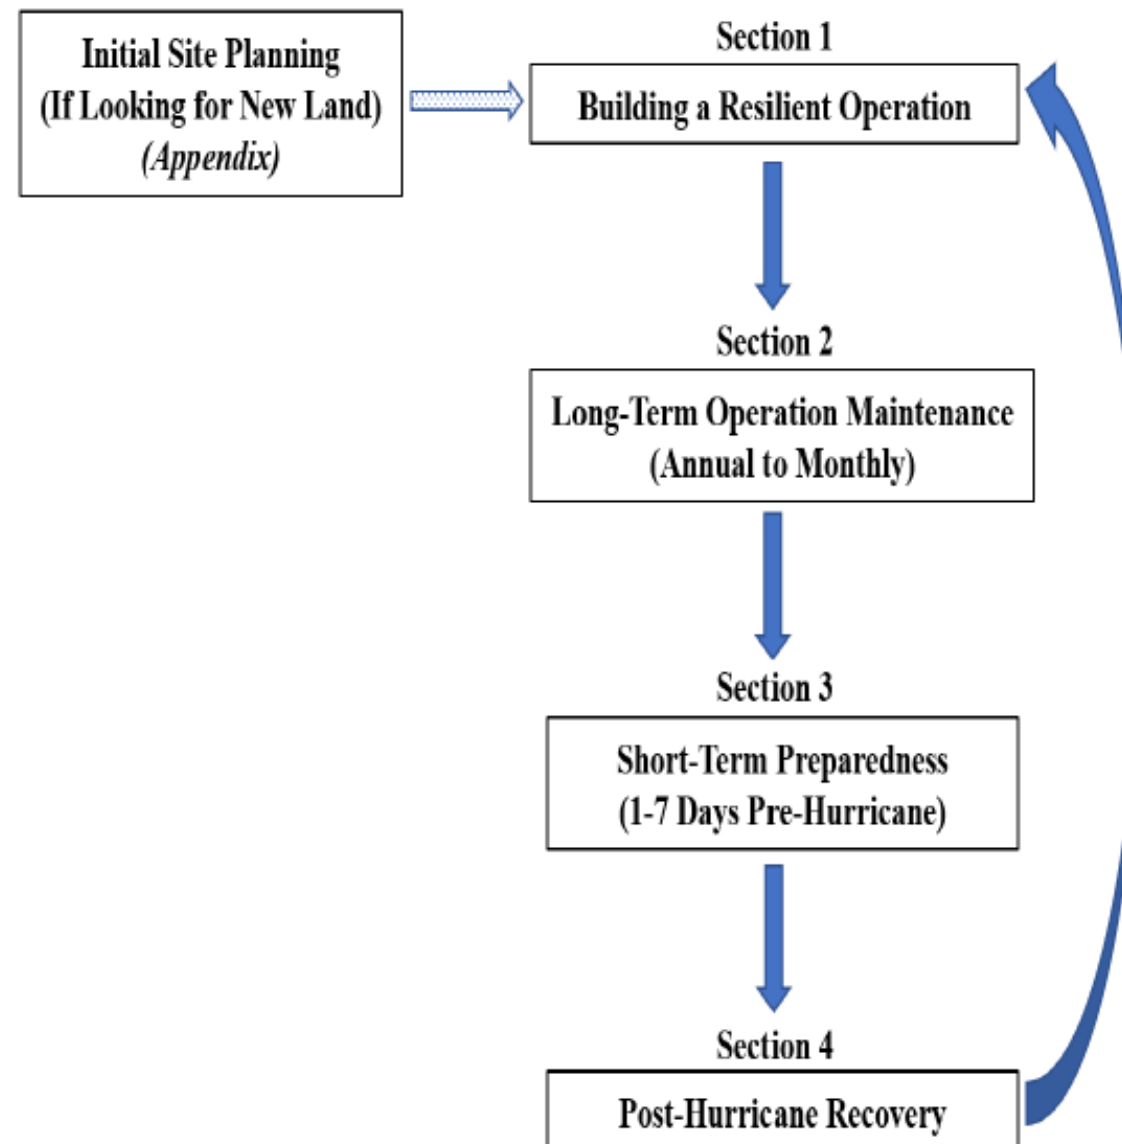 Initial Site Planning
(If Looking for New Land)
(Appendix)
Section 1
Building a Resilient Operation
Section 2
Long-Term Operation Maintenance
(Annual to Monthly)
Section 3
Short-Term Preparedness
(1-7 Days Pre-Hurricane)
Section 4
Post-Hurricane Recovery